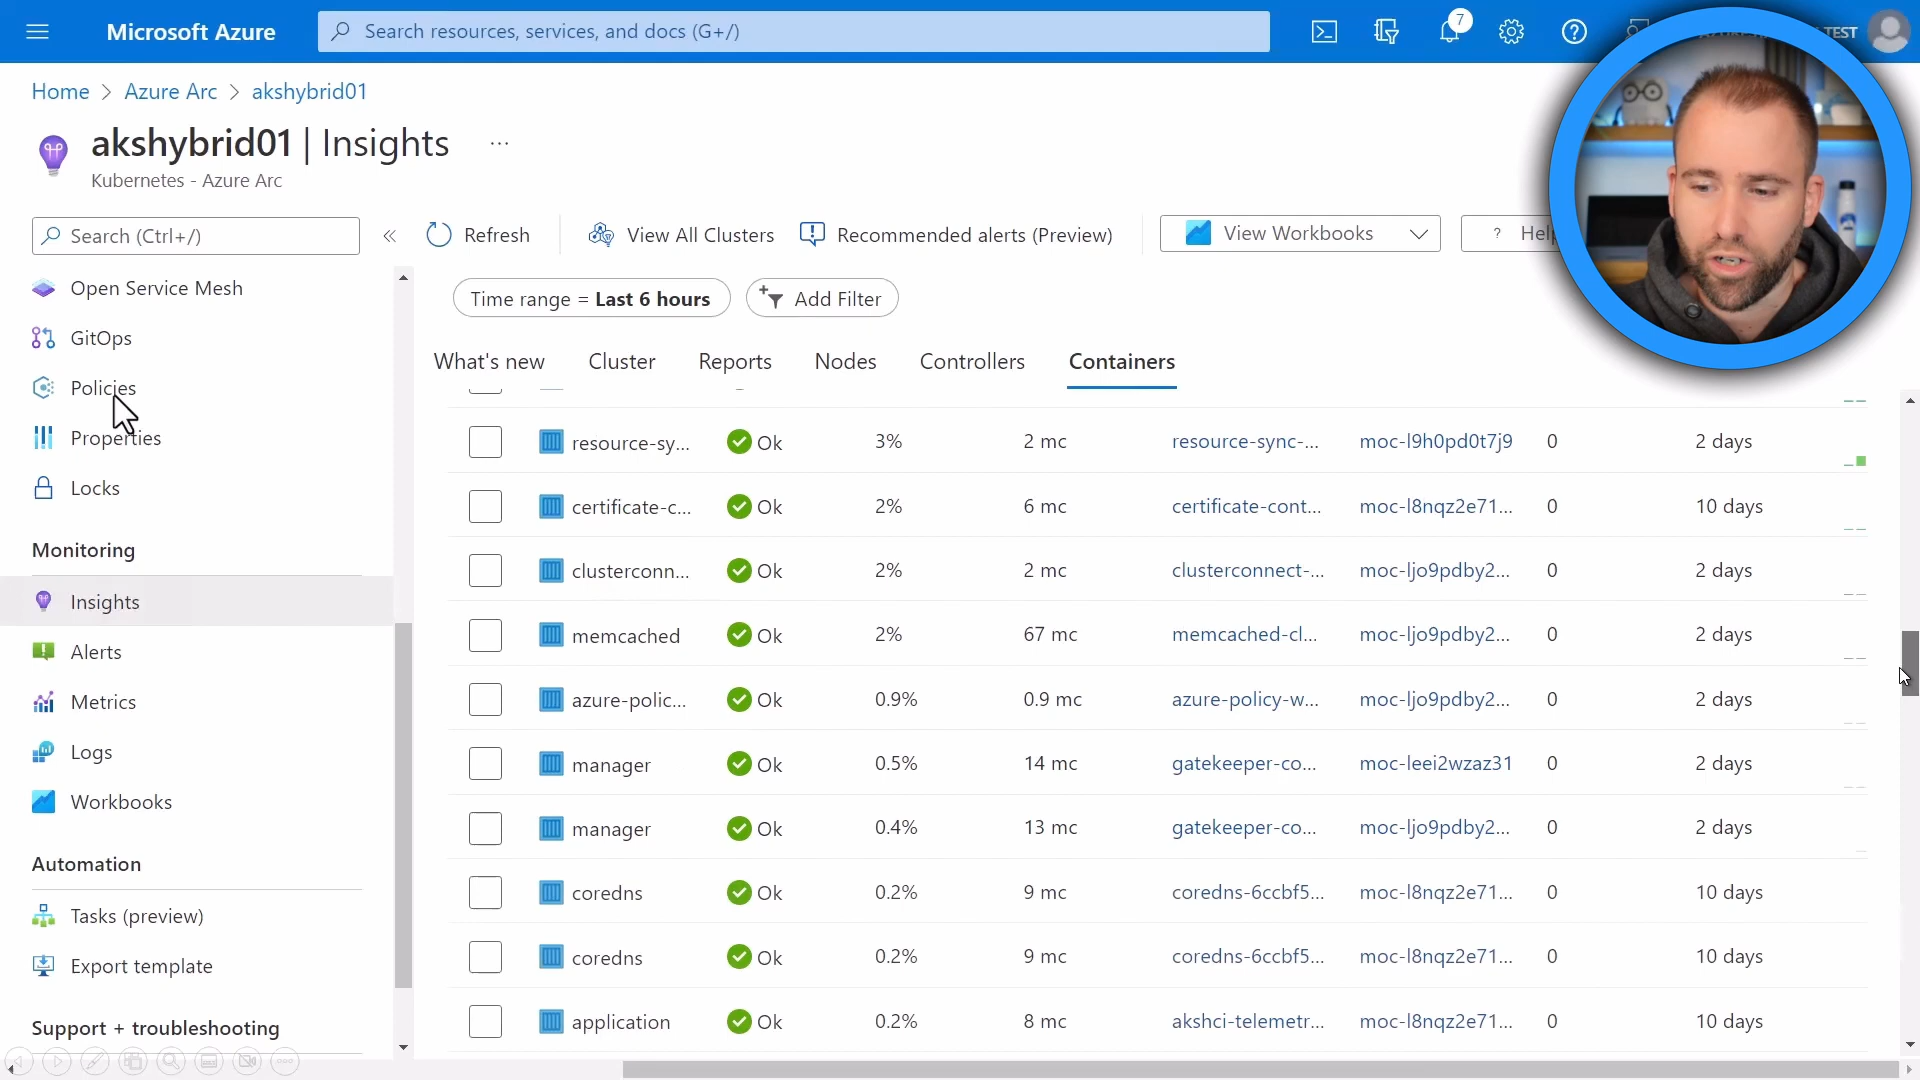 Microsoft Azure
Search resources, services, and docs (G+/)
7
TEST
Home > Azure Arc > akshybrid01
akshybrid01 | Insights ...
Kubernetes - Azure Arc
Search (Ctrl+/)
«
Refresh
View All Clusters
Recommended alerts (Preview)
View Workbooks
? Help
Open Service Mesh
GitOps
Policies
Properties
Locks
Monitoring
Insights
Alerts
Metrics
Logs
Workbooks
Automation
Tasks (preview)
Export template
Support + troubleshooting
Time range = Last 6 hours
Add Filter
What's new Cluster Reports Nodes Controllers Containers
resource-sy... Ok 3% 2 mc resource-sync-... moc-l9h0pd0t7j9 0 2 days
certificate-c... Ok 2% 6 mc certificate-cont... moc-l8nqz2e71... 0 10 days
clusterconn... Ok 2% 2 mc clusterconnect-... moc-ljo9pdby2... 0 2 days
memcached Ok 2% 67 mc memcached-cl... moc-ljo9pdby2... 0 2 days
azure-polic... Ok 0.9% 0.9 mc azure-policy-w... moc-ljo9pdby2... 0 2 days
manager Ok 0.5% 14 mc gatekeeper-co... moc-leei2wzaz31 0 2 days
manager Ok 0.4% 13 mc gatekeeper-co... moc-ljo9pdby2... 0 2 days
coredns Ok 0.2% 9 mc coredns-6ccbf5... moc-l8nqz2e71... 0 10 days
coredns Ok 0.2% 9 mc coredns-6ccbf5... moc-l8nqz2e71... 0 10 days
application Ok 0.2% 8 mc akshci-telemetr... moc-l8nqz2e71... 0 10 days